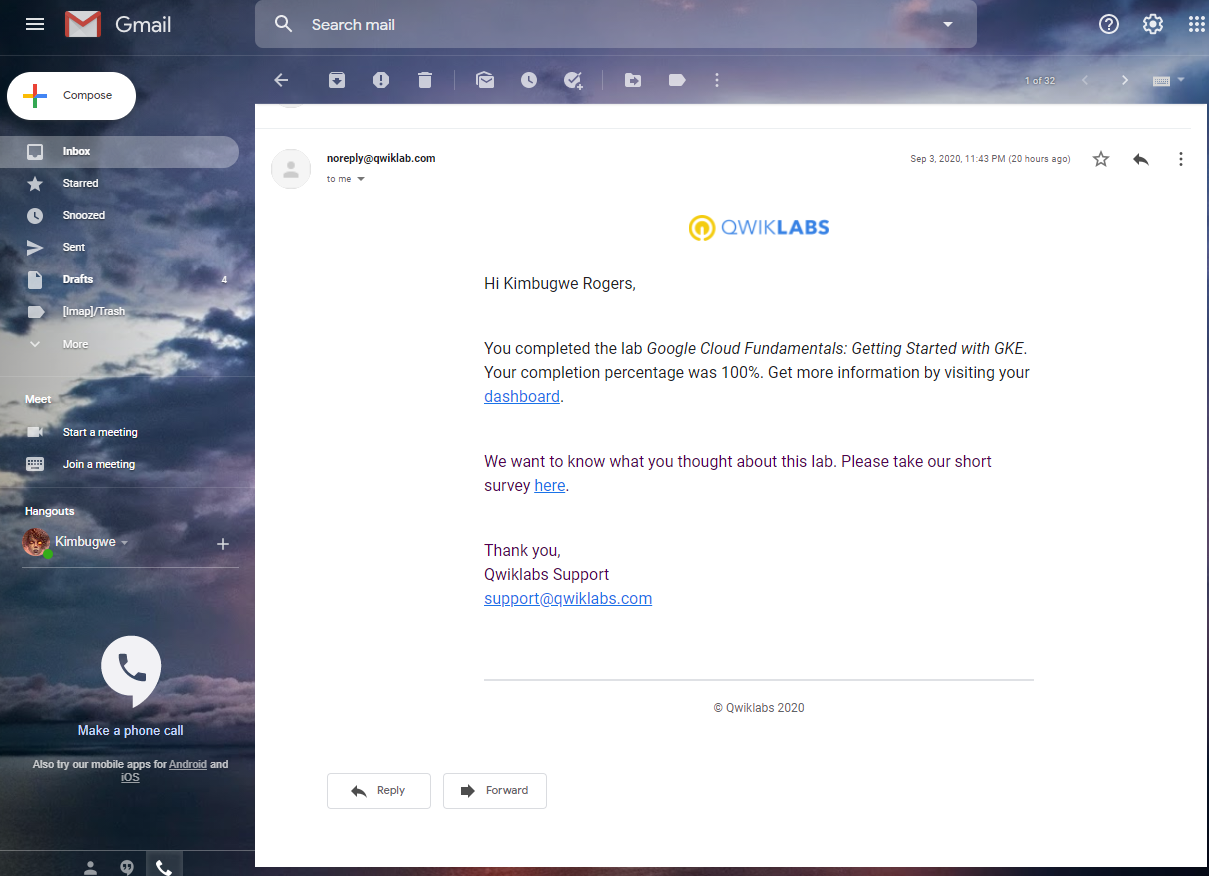 Gmail
Search mail
Compose
1 of 32
Inbox
Starred
Snoozed
Sent
Drafts 4
[Imap]/Trash
More
Meet
Start a meeting
Join a meeting
Hangouts
Kimbugwe
Make a phone call
Also try our mobile apps for Android and
iOS
noreply@qwiklab.com
Sep 3, 2020, 11:43 PM (20 hours ago)
to me
QWIKLABS
Hi Kimbugwe Rogers,
You completed the lab Google Cloud Fundamentals: Getting Started with GKE.
Your completion percentage was 100%. Get more information by visiting your
dashboard.
We want to know what you thought about this lab. Please take our short
survey here.
Thank you,
Qwiklabs Support
support@qwiklabs.com
© Qwiklabs 2020
Reply
Forward